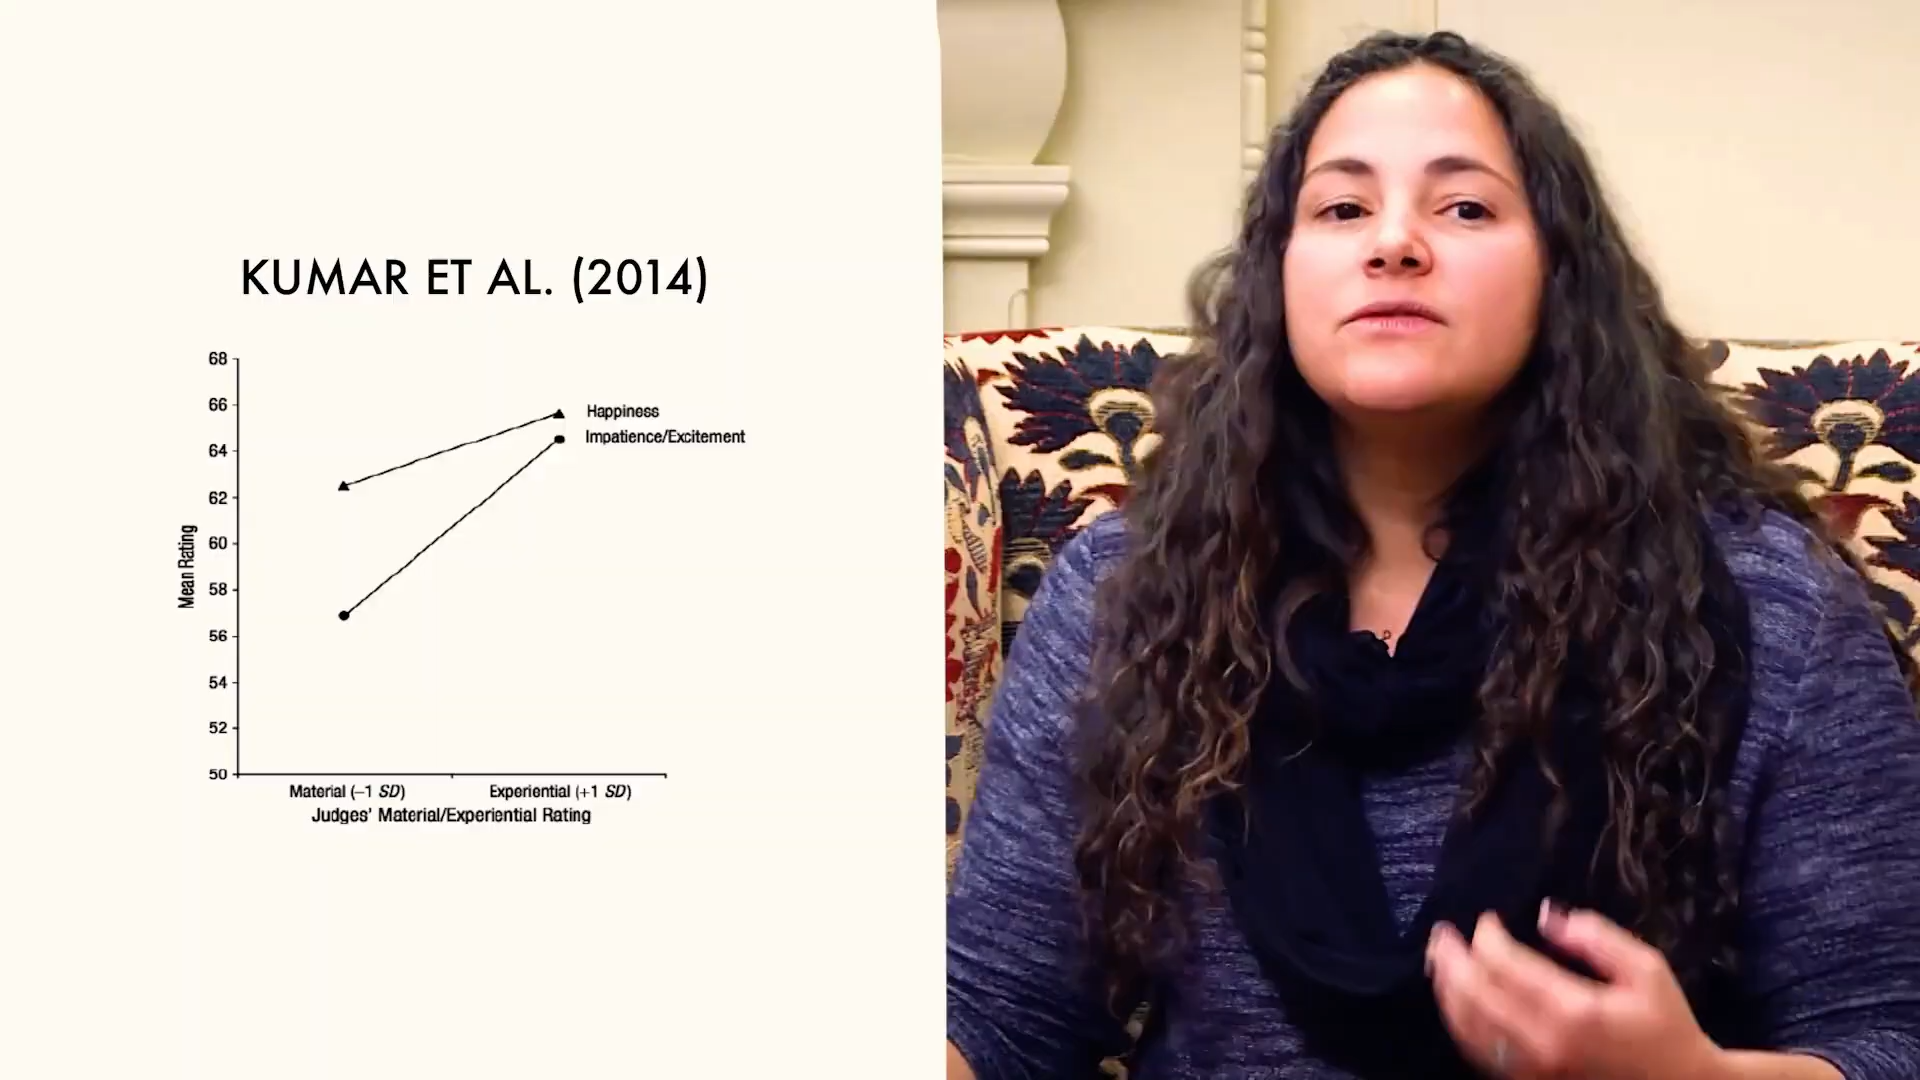 KUMAR ET AL. (2014)
68
66
64
62
60
58
56
54
52
50
Mean Rating
Happiness
Impatience/Excitement
Material (–1 SD)
Experiential (+1 SD)
Judges' Material/Experiential Rating